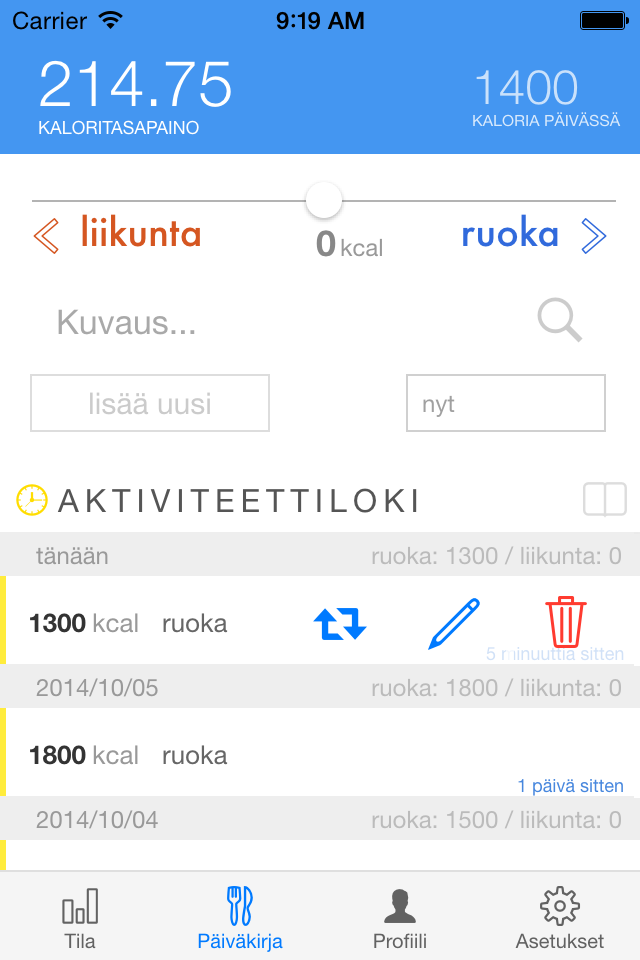 Carrier 9:19 AM
214.75 1400
KALORITASAPAINO KALORIA PÄIVÄSSÄ
liikunta 0 kcal ruoka
Kuvaus...
lisää uusi nyt
AKTIVITEETTILOKI
tänään ruoka: 1300 / liikunta: 0
1300 kcal ruoka
5 minuuttia sitten
2014/10/05 ruoka: 1800 / liikunta: 0
1800 kcal ruoka
1 päivä sitten
2014/10/04 ruoka: 1500 / liikunta: 0
Tila Päiväkirja Profiili Asetukset